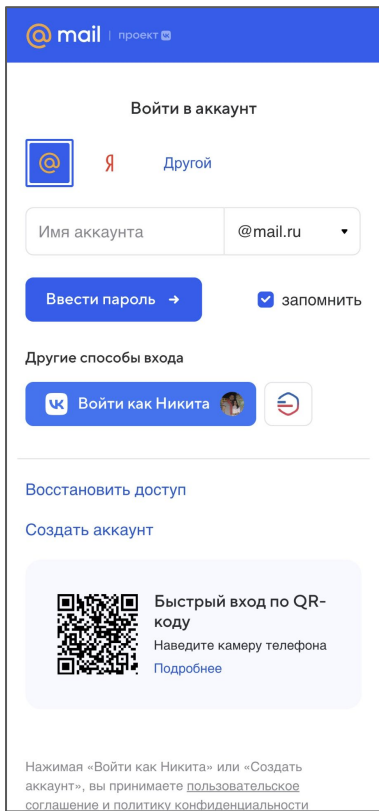 @ mail | проект VK
Войти в аккаунт
@ Я Другой
Имя аккаунта @mail.ru
Ввести пароль → запомнить
Другие способы входа
VK Войти как Никита
Восстановить доступ
Создать аккаунт
Быстрый вход по QR-
коду
Наведите камеру телефона
Подробнее
Нажимая «Войти как Никита» или «Создать
аккаунт», вы принимаете пользовательское
соглашение и политику конфиденциальности